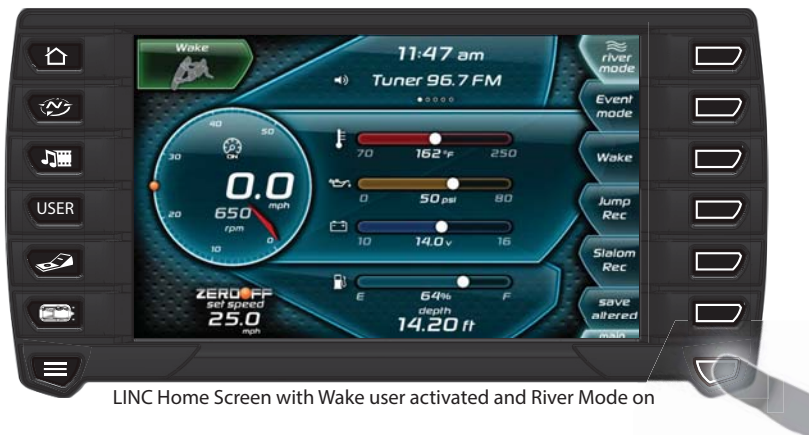 Wake
11:47 am
Tuner 96.7 FM
river
mode
Event
mode
Wake
Jump
Rec
Slalom
Rec
save
altered
main
N
USER
0
10
20
30
40
50
ON
0.0
mph
650
rpm
70 162 °F 250
0 50 psi 80
10 14.0 v 16
E 64% F
depth
14.20 ft
ZEROOFF
set speed
25.0
mph
LINC Home Screen with Wake user activated and River Mode on